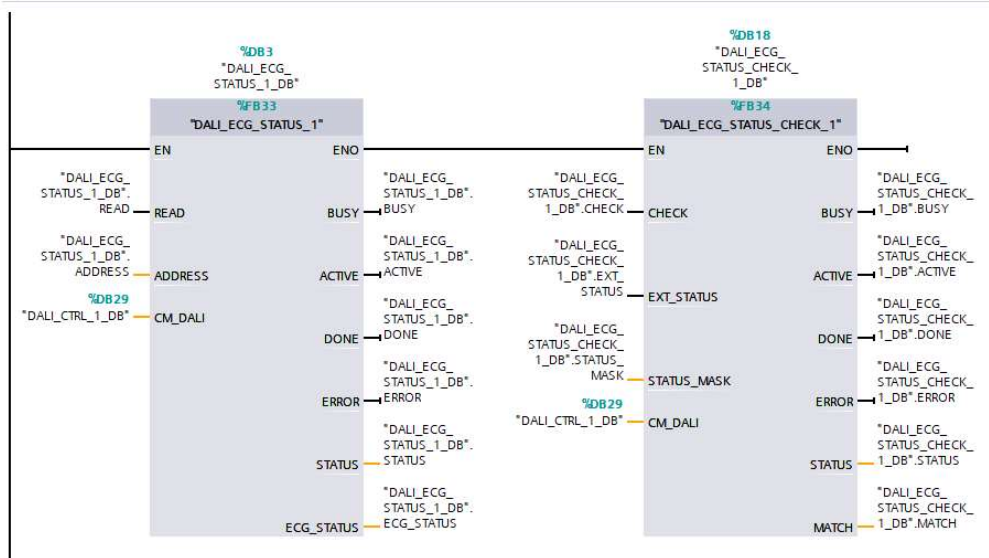 %DB3
"DALI_ECG_
STATUS_1_DB"
%FB33
"DALI_ECG_STATUS_1"
EN
ENO
"DALI_ECG_
STATUS_1_DB".
READ
READ
"DALI_ECG_
STATUS_1_DB".
ADDRESS
ADDRESS
%DB29
"DALI_CTRL_1_DB"
CM_DALI
BUSY
"DALI_ECG_
STATUS_1_DB".
BUSY
ACTIVE
"DALI_ECG_
STATUS_1_DB".
ACTIVE
DONE
"DALI_ECG_
STATUS_1_DB".
DONE
ERROR
"DALI_ECG_
STATUS_1_DB".
ERROR
STATUS
"DALI_ECG_
STATUS_1_DB".
STATUS
ECG_STATUS
"DALI_ECG_
STATUS_1_DB".
ECG_STATUS
%DB18
"DALI_ECG_
STATUS_CHECK_
1_DB"
%FB34
"DALI_ECG_STATUS_CHECK_1"
EN
ENO
"DALI_ECG_
STATUS_CHECK_
1_DB".CHECK
CHECK
"DALI_ECG_
STATUS_CHECK_
1_DB".EXT_
STATUS
EXT_STATUS
"DALI_ECG_
STATUS_CHECK_
1_DB".STATUS_
MASK
STATUS_MASK
%DB29
"DALI_CTRL_1_DB"
CM_DALI
BUSY
"DALI_ECG_
STATUS_CHECK_
1_DB".BUSY
ACTIVE
"DALI_ECG_
STATUS_CHECK_
1_DB".ACTIVE
DONE
"DALI_ECG_
STATUS_CHECK_
1_DB".DONE
ERROR
"DALI_ECG_
STATUS_CHECK_
1_DB".ERROR
STATUS
"DALI_ECG_
STATUS_CHECK_
1_DB".STATUS
MATCH
"DALI_ECG_
STATUS_CHECK_
1_DB".MATCH